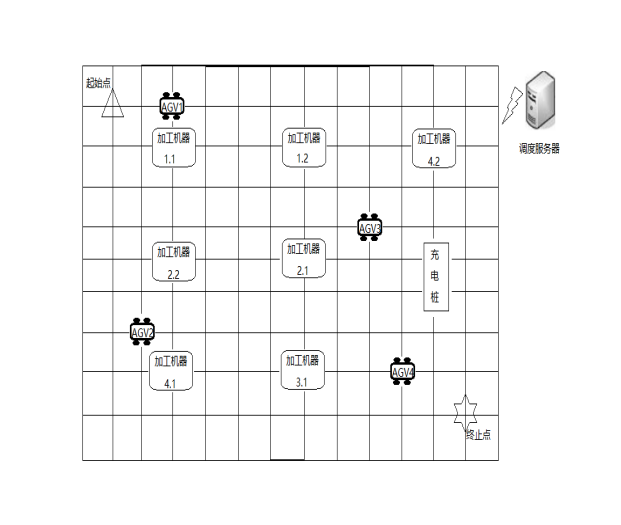 起始点
AGV1
加工机器
1.1
加工机器
1.2
加工机器
4.2
调度服务器
AGV3
加工机器
2.2
加工机器
2.1
充
电
桩
AGV2
加工机器
4.1
加工机器
3.1
AGV4
终止点